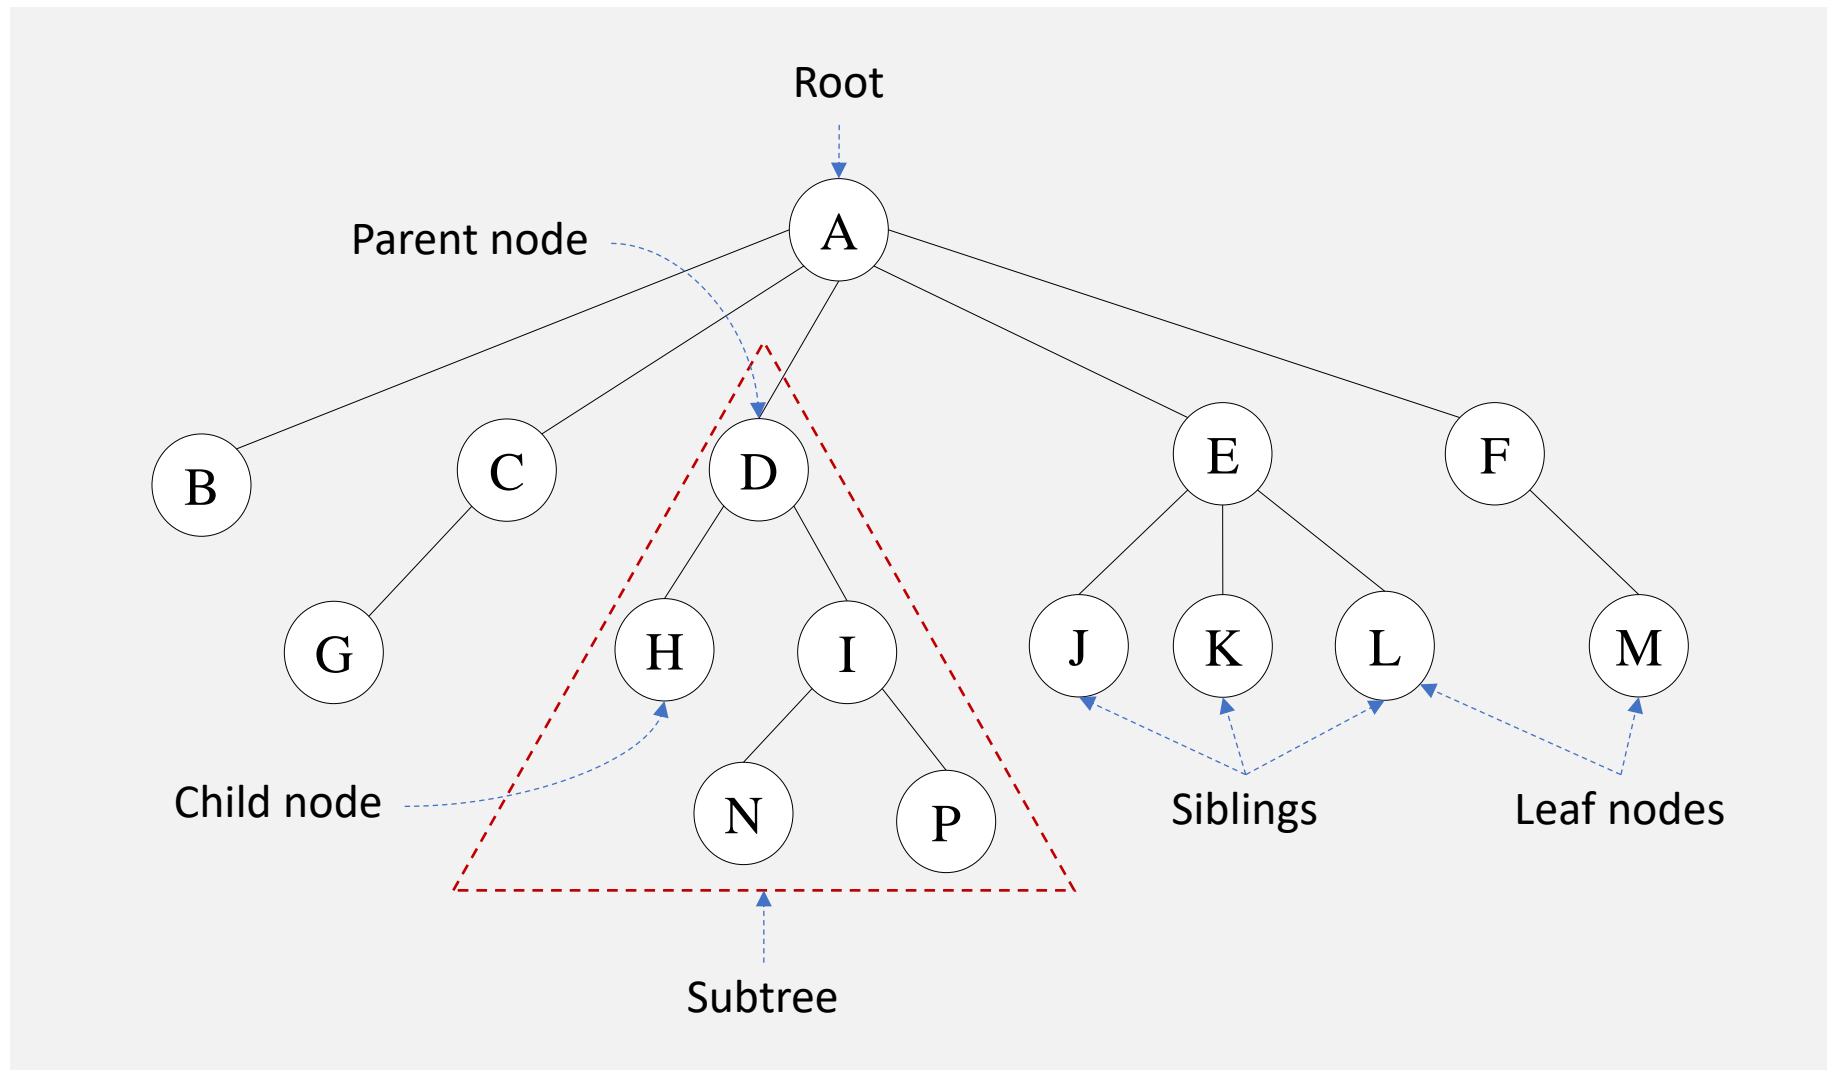 Root
A
Parent node
B
C
D
E
F
G
H
I
J
K
L
M
Child node
N
P
Siblings
Leaf nodes
Subtree